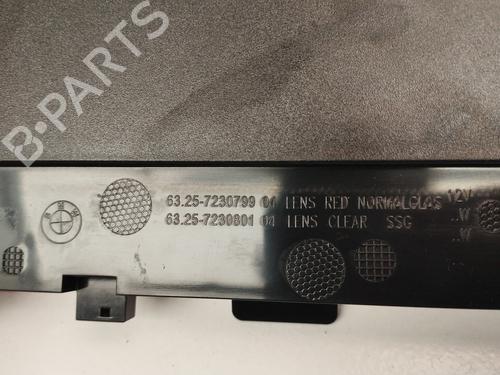 B-PARTS
63.25-7230799 04 LENS RED NORMALGLAS 12V
63.25-7230801 04 LENS CLEAR SSG ..W
..W